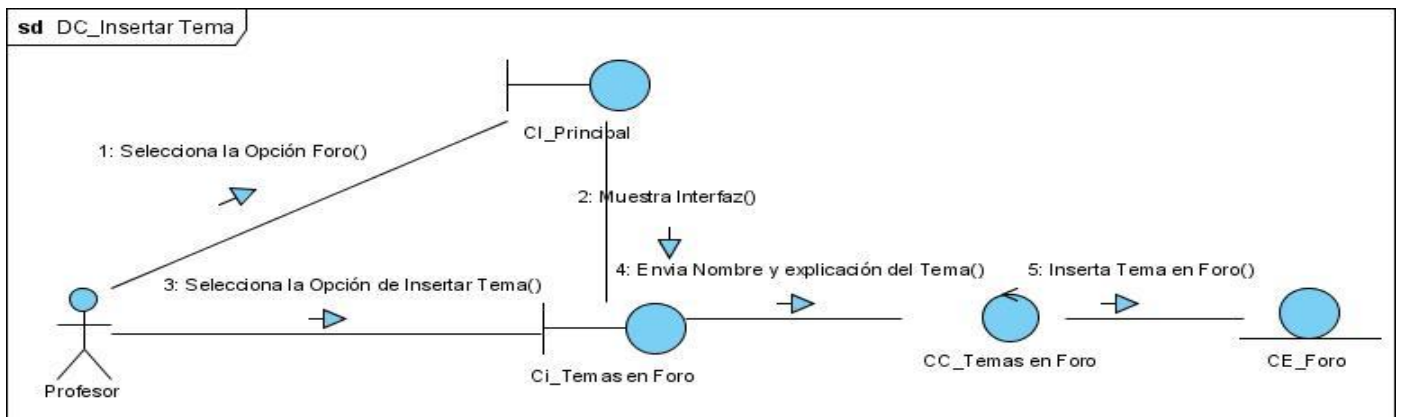 sd DC_Insertar Tema
CI_Principal
1: Selecciona la Opción Foro()
2: Muestra Interfaz()
4: Envia Nombre y explicación del Tema()
5: Inserta Tema en Foro()
3: Selecciona la Opción de Insertar Tema()
CC_Temas en Foro
CE_Foro
Ci_Temas en Foro
Profesor